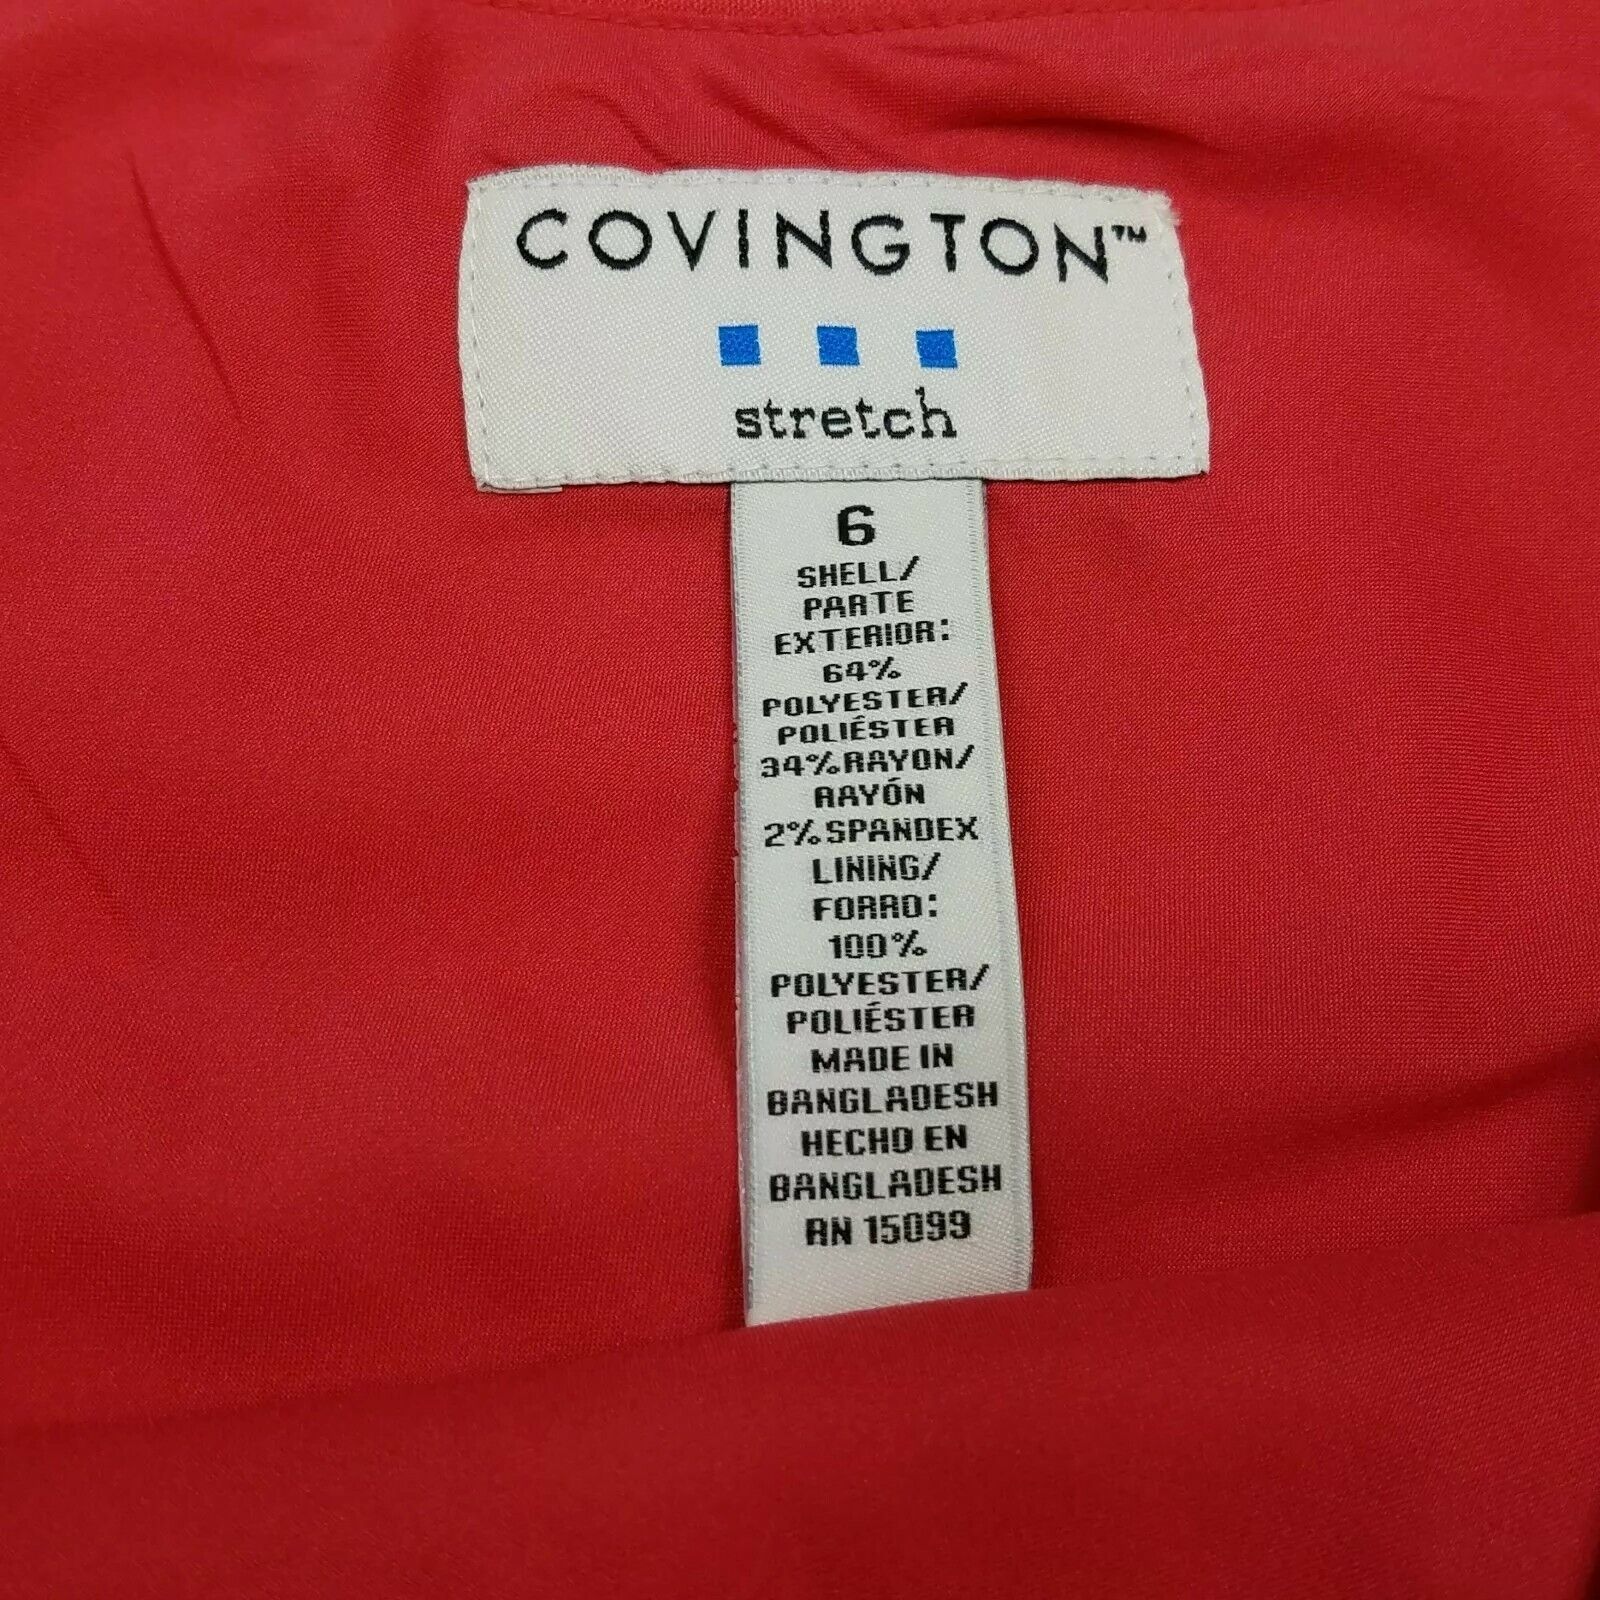 COVINGTON™
stretch
6
SHELL/
PARTE
EXTERIOR:
64%
POLYESTER/
POLIÉSTER
34% RAYON/
RAYÓN
2% SPANDEX
LINING/
FORRO:
100%
POLYESTER/
POLIÉSTER
MADE IN
BANGLADESH
HECHO EN
BANGLADESH
RN 15099